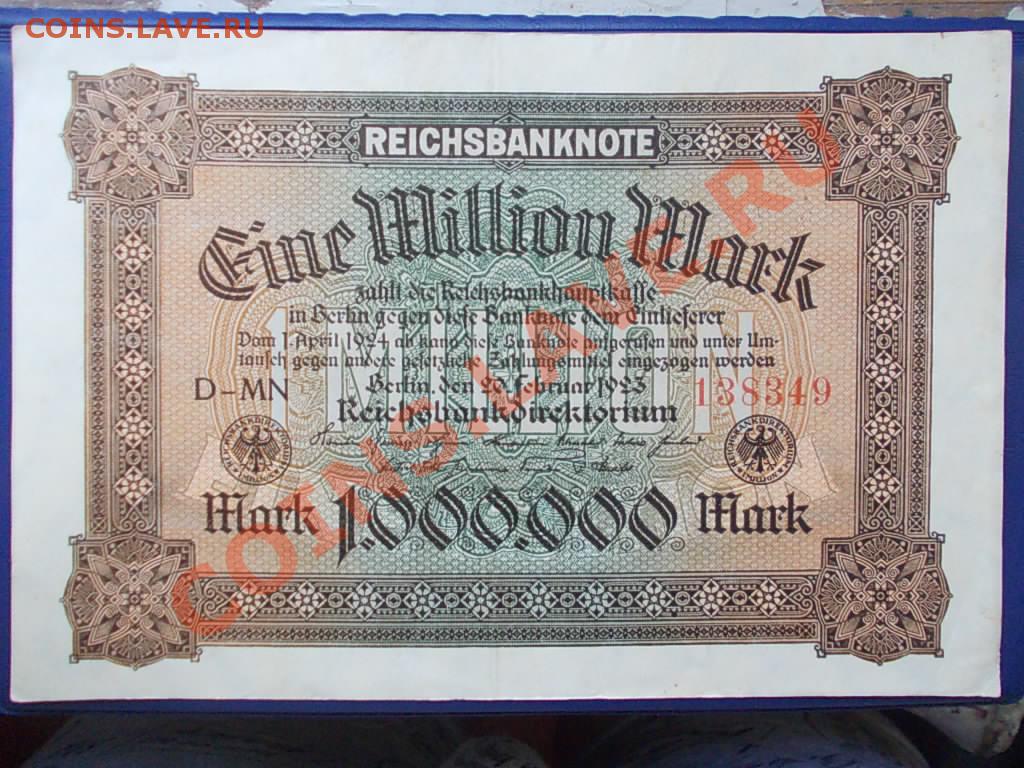 COINS.LAVE.RU
REICHSBANKNOTE
Eine Million Mark
zahlt die Reichsbankhauptkasse
in Berlin gegen diese Banknote dem Einlieferer
Vom 1. April 1924 ab kann diese Banknote aufgerufen und unter Um-
tausch gegen andere gesetzliche Zahlungsmittel eingezogen werden
D-MN Berlin, den 20. Februar 1923 138349
Reichsbankdirektorium
Mark 1.000.000 Mark
1 MILLION
COINS.LAVE.RU